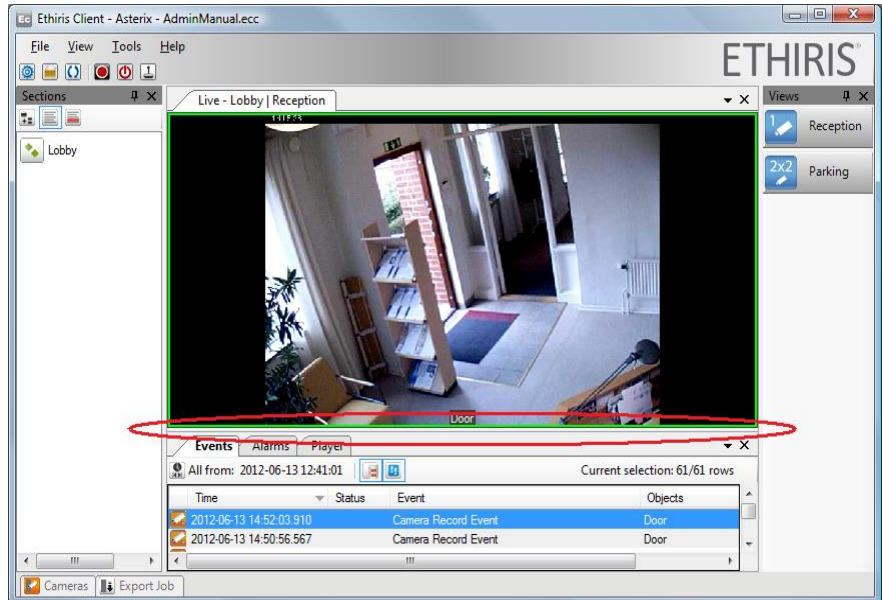 Ec Ethiris Client - Asterix - AdminManual.ecc
File View Tools Help
ETHIRIS
Sections
Live - Lobby | Reception
Views
Lobby
1 Reception
2x2 Parking
Door
Events Alarms Player
All from: 2012-06-13 12:41:01 Current selection: 61/61 rows
Time Status Event Objects
2012-06-13 14:52:03.910 Camera Record Event Door
2012-06-13 14:50:56.567 Camera Record Event Door
Cameras Export Job